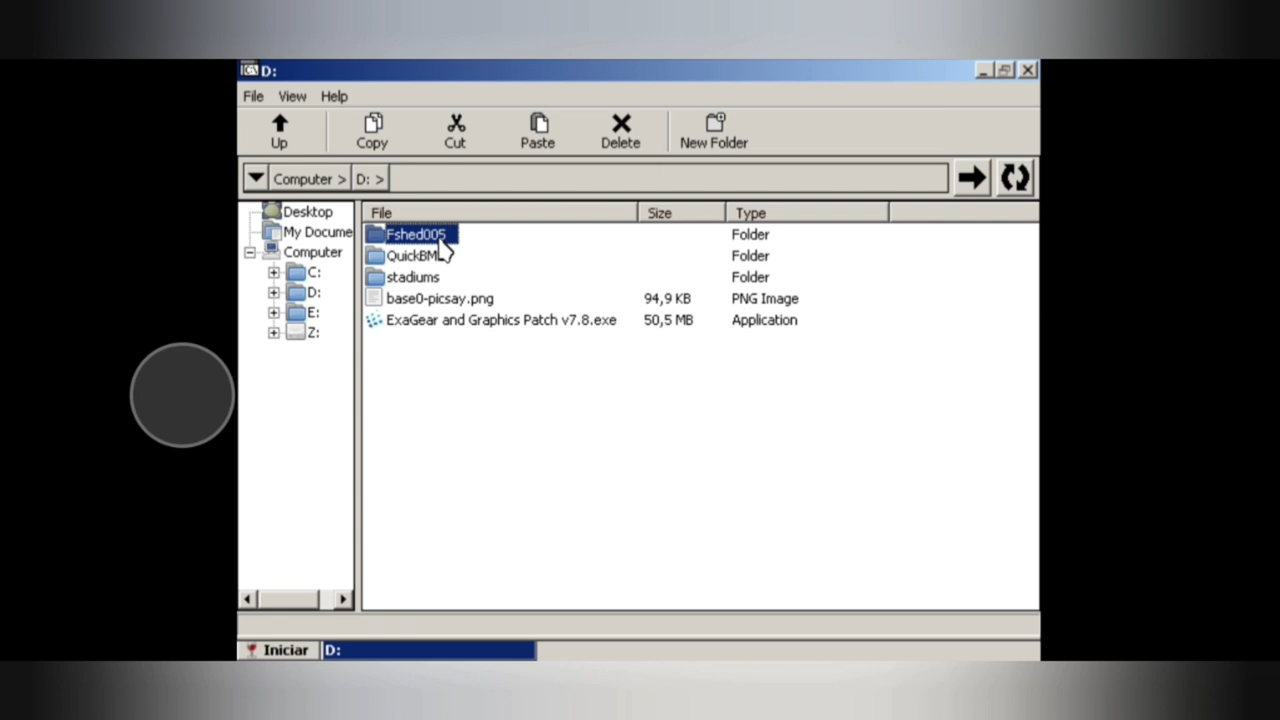 D:
File View Help
Up Copy Cut Paste Delete New Folder
Computer > D: >
File Size Type
Desktop
My Docume
Computer
C:
D:
E:
Z:
Fshed005 Folder
Folder
stadiums Folder
base0-picsay.png 94,9 KB PNG Image
ExaGear and Graphics Patch v7.8.exe 50,5 MB Application
Iniciar D: